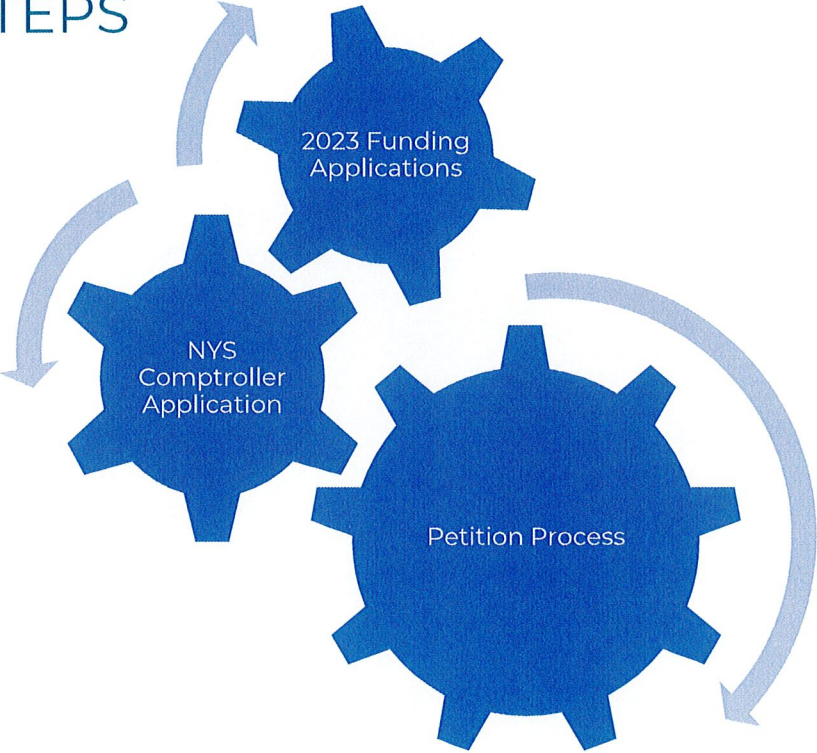 TEPS
2023 Funding
Applications
NYS
Comptroller
Application
Petition Process